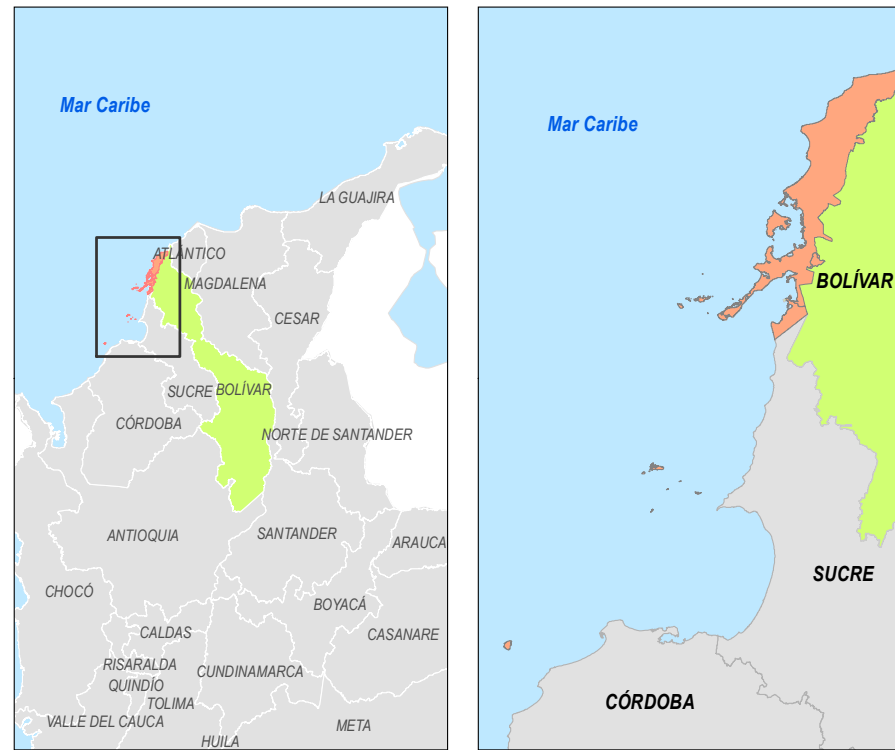 Mar Caribe
LA GUAJIRA
ATLÁNTICO
MAGDALENA
CESAR
SUCRE
BOLÍVAR
CÓRDOBA
NORTE DE SANTANDER
ANTIOQUIA
SANTANDER
ARAUCA
CHOCÓ
BOYACÁ
CALDAS
CASANARE
RISARALDA
CUNDINAMARCA
QUINDÍO
TOLIMA
VALLE DEL CAUCA
META
HUILA
Mar Caribe
BOLÍVAR
SUCRE
CÓRDOBA